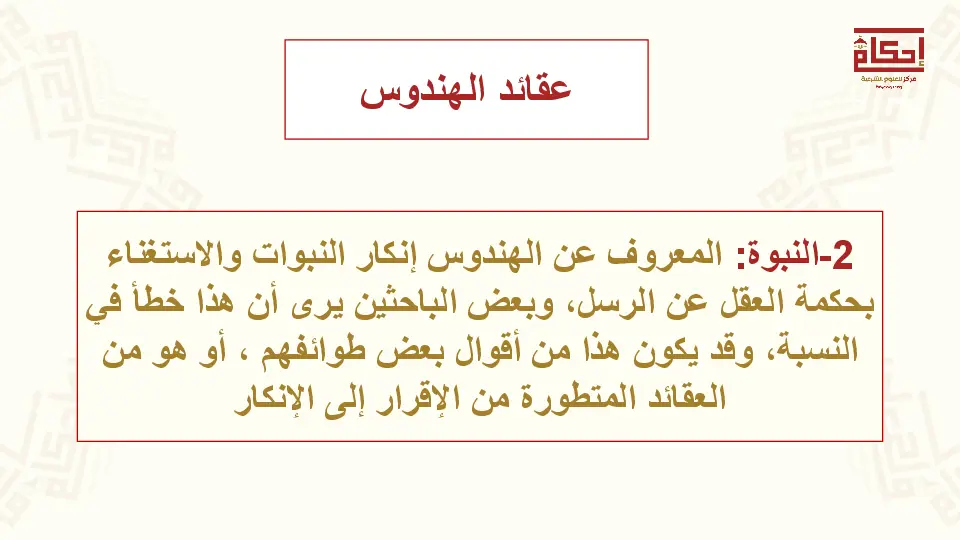 إحكام
مركز للعلوم الشرعية
عقائد الهندوس
2-النبوة: المعروف عن الهندوس إنكار النبوات والاستغناء
بحكمة العقل عن الرسل، وبعض الباحثين يرى أن هذا خطأ في
النسبة، وقد يكون هذا من أقوال بعض طوائفهم ، أو هو من
العقائد المتطورة من الإقرار إلى الإنكار